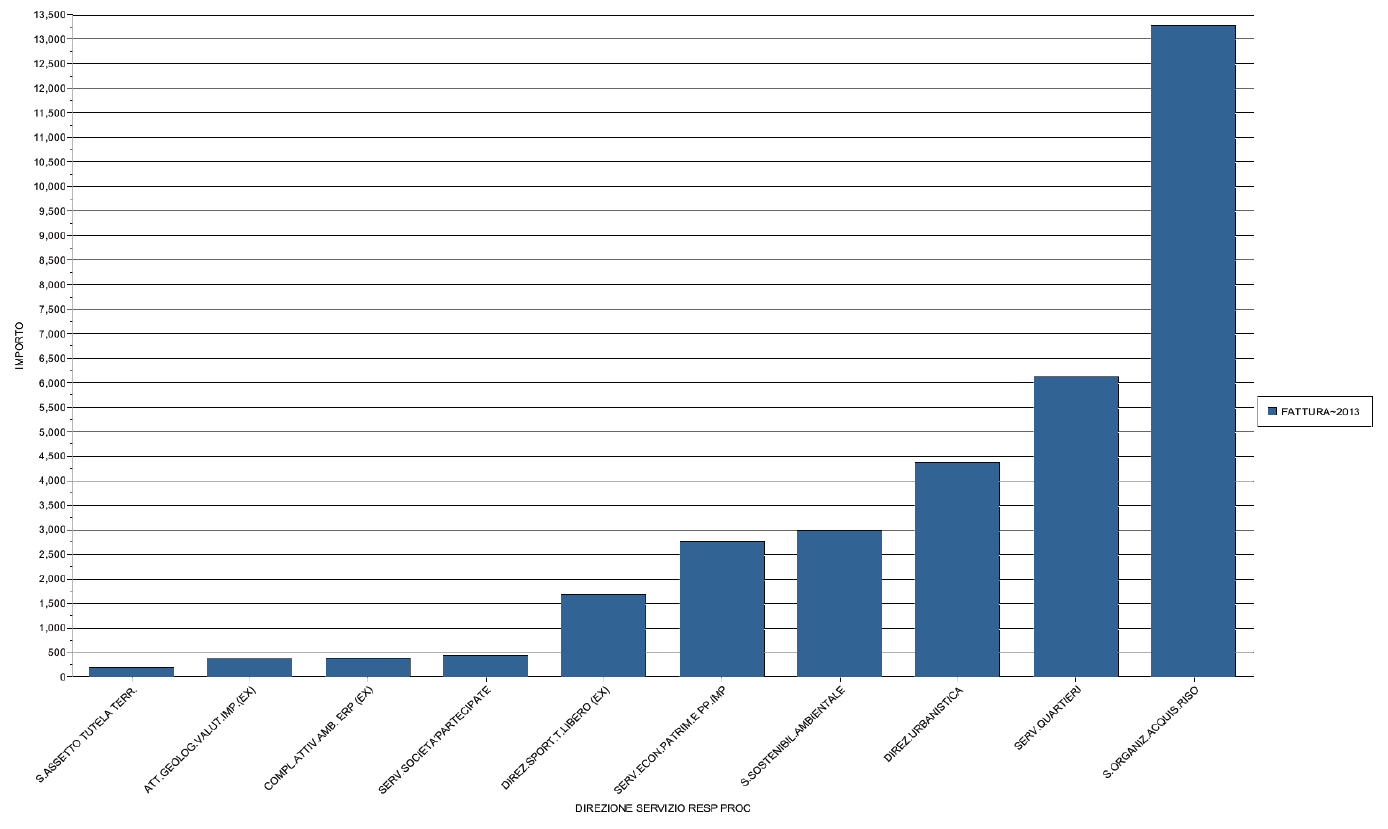 13,500
13,000
12,500
12,000
11,500
11,000
10,500
10,000
9,500
9,000
8,500
8,000
7,500
7,000
6,500
6,000
5,500
5,000
4,500
4,000
3,500
3,000
2,500
2,000
1,500
1,000
500
0
IMPORTO
S.ASSETTO TUTELA TERR.
ATT.GEOLOG.VALUT.IMP.(EX)
COMPL.ATTIV.AMB. ERP (EX)
SERV.SOCIETA'PARTECIPATE
DIREZ.SPORT.T.LIBERO (EX)
SERV.ECON.PATRIM.E PP.IMP
S.SOSTENIBIL.AMBIENTALE
DIREZ.URBANISTICA
SERV.QUARTIERI
S.ORGANIZ.ACQUIS.RISO
DIREZIONE SERVIZIO RESP PROC
FATTURA~2013